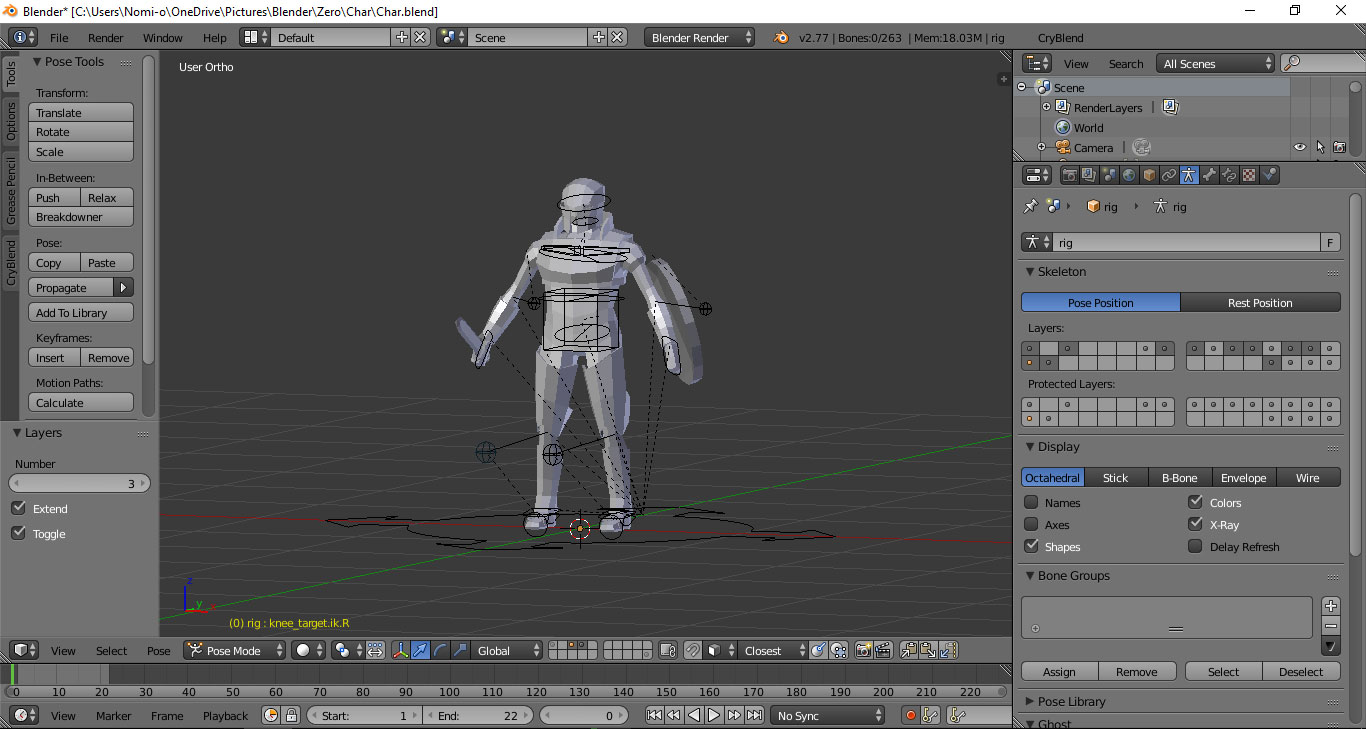 Blender* [C:\Users\Nomi-o\OneDrive\Pictures\Blender\Zero\Char\Char.blend]
File Render Window Help Default Scene Blender Render v2.77 | Bones:0/263 | Mem:18.03M | rig CryBlend
Tools
Options
Grease Pencil
CryBlend
Pose Tools
Transform:
Translate
Rotate
Scale
In-Between:
Push Relax
Breakdowner
Pose:
Copy Paste
Propagate
Add To Library
Keyframes:
Insert Remove
Motion Paths:
Calculate
Layers
Number
3
Extend
Toggle
User Ortho
z
y
(0) rig : knee_target.ik.R
View Select Pose Pose Mode Global Closest
0 10 20 30 40 50 60 70 80 90 100 110 120 130 140 150 160 170 180 190 200 210 220
View Marker Frame Playback Start: 1 End: 22 0 No Sync
View Search All Scenes
Scene
RenderLayers |
World
Camera |
rig rig
rig F
Skeleton
Pose Position Rest Position
Layers:
Protected Layers:
Display
Octahedral Stick B-Bone Envelope Wire
Names Colors
Axes X-Ray
Shapes Delay Refresh
Bone Groups
Assign Remove Select Deselect
Pose Library
Ghost